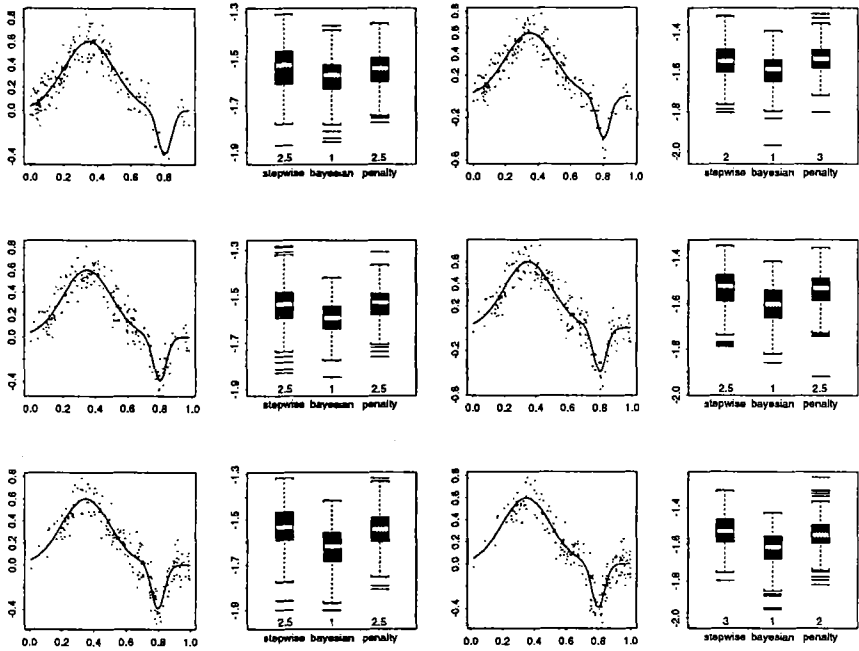 0.8 -1.3 0.8 -1.4
0.6 0.6
0.4 -1.5 0.4 -1.6
0.2 0.2
0.0 -1.7 -0.2 -1.8
-0.4 -1.9 -0.6 -2.0
2.5 1 2.5 2 1 3
0.0 0.2 0.4 0.6 0.8 stepwise bayesian penalty 0.0 0.2 0.4 0.6 0.8 1.0 stepwise bayesian penalty
0.8 -1.3 -1.4
0.6 0.6
0.4 -1.5 -1.6
0.2 0.2
0.0 -1.7 -0.2 -1.8
-0.4 -1.9 -0.6 -2.0
2.5 1 2.5 2.5 1 2.5
0.0 0.2 0.4 0.6 0.8 1.0 stepwise bayesian penalty 0.0 0.2 0.4 0.6 0.8 1.0 stepwise bayesian penalty
0.8 -1.3 0.8
0.6 0.6 -1.4
0.4 -1.5 0.4
0.2 0.2 -1.6
0.0 -1.7 0.0 -1.8
-0.4 -1.9 -0.4 -2.0
2.5 1 2.5 3 1 2
0.0 0.2 0.4 0.6 0.8 1.0 stepwise bayesian penalty 0.0 0.2 0.4 0.6 0.8 1.0 stepwise bayesian penalty